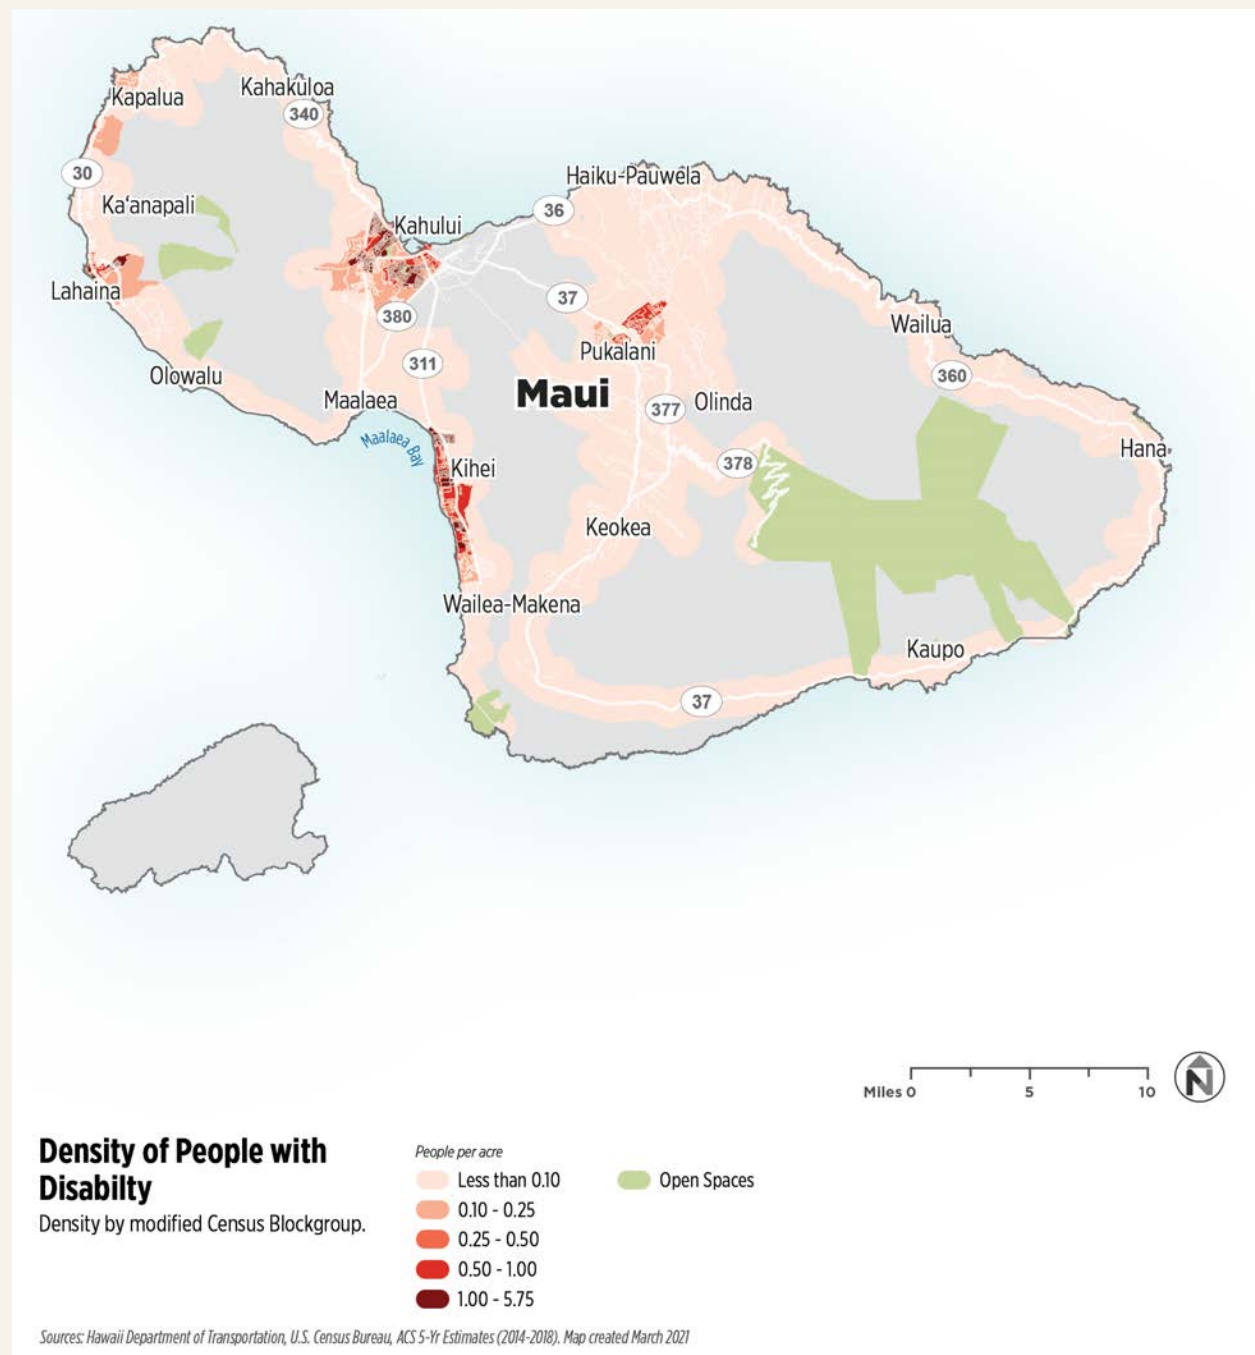 Kapalua
Kahakuloa
340
30
Ka'anapali
Haiku-Pauwela
36
Kahului
Lahaina
37
380
Wailua
Pukalani
311
Olowalu
Maui
360
Maalaea
377
Olinda
Maalaea Bay
Hana
Kihei
378
Keokea
Wailea-Makena
Kaupo
37
Miles 0 5 10
N
Density of People with
Disabilty
Density by modified Census Blockgroup.
People per acre
Less than 0.10
0.10 - 0.25
0.25 - 0.50
0.50 - 1.00
1.00 - 5.75
Open Spaces
Sources: Hawaii Department of Transportation, U.S. Census Bureau, ACS 5-Yr Estimates (2014-2018). Map created March 2021